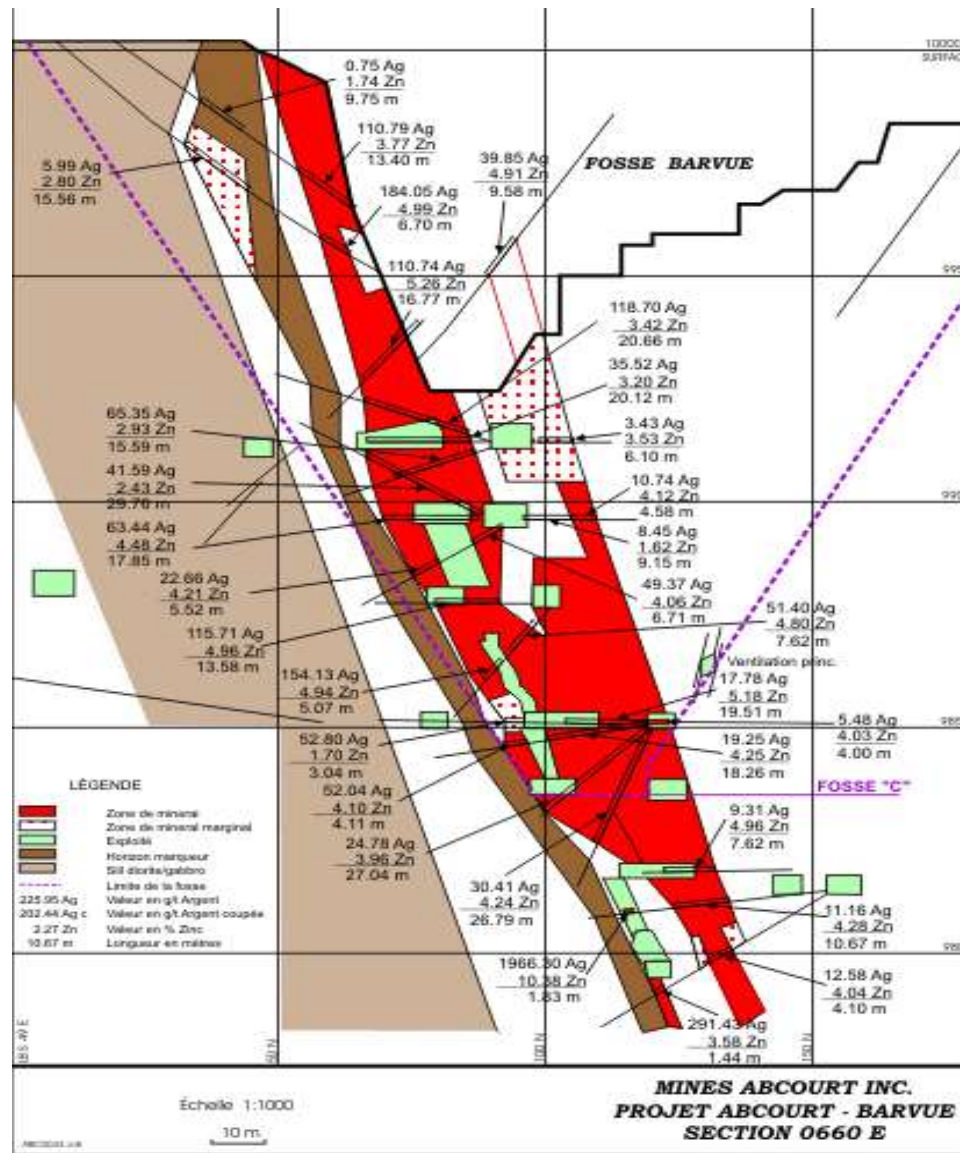 10000
SURFAC
0.75 Ag
1.74 Zn
9.75 m
110.79 Ag
3.77 Zn
13.40 m
39.85 Ag
4.91 Zn
9.58 m
FOSSE BARVUE
5.99 Ag
2.80 Zn
15.56 m
184.05 Ag
4.99 Zn
6.70 m
110.74 Ag
5.26 Zn
16.77 m
995
118.70 Ag
3.42 Zn
20.66 m
35.52 Ag
3.20 Zn
20.12 m
65.35 Ag
2.93 Zn
15.59 m
3.43 Ag
3.53 Zn
6.10 m
41.59 Ag
2.43 Zn
29.76 m
10.74 Ag
4.12 Zn
4.58 m
990
63.44 Ag
4.48 Zn
17.85 m
8.45 Ag
1.62 Zn
9.15 m
22.66 Ag
4.21 Zn
5.52 m
49.37 Ag
4.06 Zn
6.71 m
51.40 Ag
4.80 Zn
7.62 m
115.71 Ag
4.96 Zn
13.58 m
Ventilation princ.
154.13 Ag
4.94 Zn
5.07 m
17.78 Ag
5.18 Zn
19.51 m
985
5.48 Ag
4.03 Zn
4.00 m
52.80 Ag
1.70 Zn
3.04 m
19.25 Ag
4.25 Zn
18.26 m
52.04 Ag
4.10 Zn
4.11 m
FOSSE "C"
24.78 Ag
3.96 Zn
27.04 m
9.31 Ag
4.96 Zn
7.62 m
30.41 Ag
4.24 Zn
26.79 m
11.16 Ag
4.28 Zn
10.67 m
980
1966.30 Ag
10.38 Zn
1.83 m
12.58 Ag
4.04 Zn
4.10 m
291.43 Ag
3.58 Zn
1.44 m
LÉGENDE
Zone de minerai
Zone de minerai marginal
Exploité
Horizon marqueur
Sill diorite/gabbro
Limite de la fosse
225.95 Ag Valeur en g/t Argent
202.44 Ag c Valeur en g/t Argent coupée
2.27 Zn Valeur en % Zinc
10.67 m Longueur en mètres
50 N
100 N
150 N
Échelle 1:1000
10 m
MINES ABCOURT INC.
PROJET ABCOURT - BARVUE
SECTION 0660 E